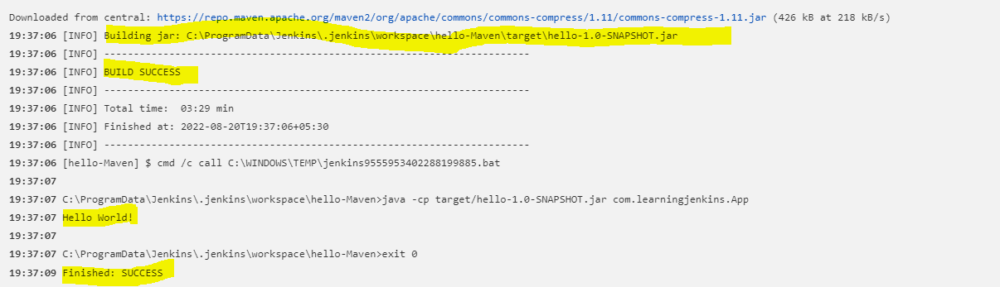 Downloaded from central: https://repo.maven.apache.org/maven2/org/apache/commons/commons-compress/1.11/commons-compress-1.11.jar (426 kB at 218 kB/s)
19:37:06 [INFO] Building jar: C:\ProgramData\Jenkins\.jenkins\workspace\hello-Maven\target\hello-1.0-SNAPSHOT.jar
19:37:06 [INFO] ------------------------------------------------------------------------
19:37:06 [INFO] BUILD SUCCESS
19:37:06 [INFO] ------------------------------------------------------------------------
19:37:06 [INFO] Total time:  03:29 min
19:37:06 [INFO] Finished at: 2022-08-20T19:37:06+05:30
19:37:06 [INFO] ------------------------------------------------------------------------
19:37:06 [hello-Maven] $ cmd /c call C:\WINDOWS\TEMP\jenkins9555953402288199885.bat
19:37:07
19:37:07 C:\ProgramData\Jenkins\.jenkins\workspace\hello-Maven>java -cp target/hello-1.0-SNAPSHOT.jar com.learningjenkins.App
19:37:07 Hello World!
19:37:07
19:37:07 C:\ProgramData\Jenkins\.jenkins\workspace\hello-Maven>exit 0
19:37:09 Finished: SUCCESS